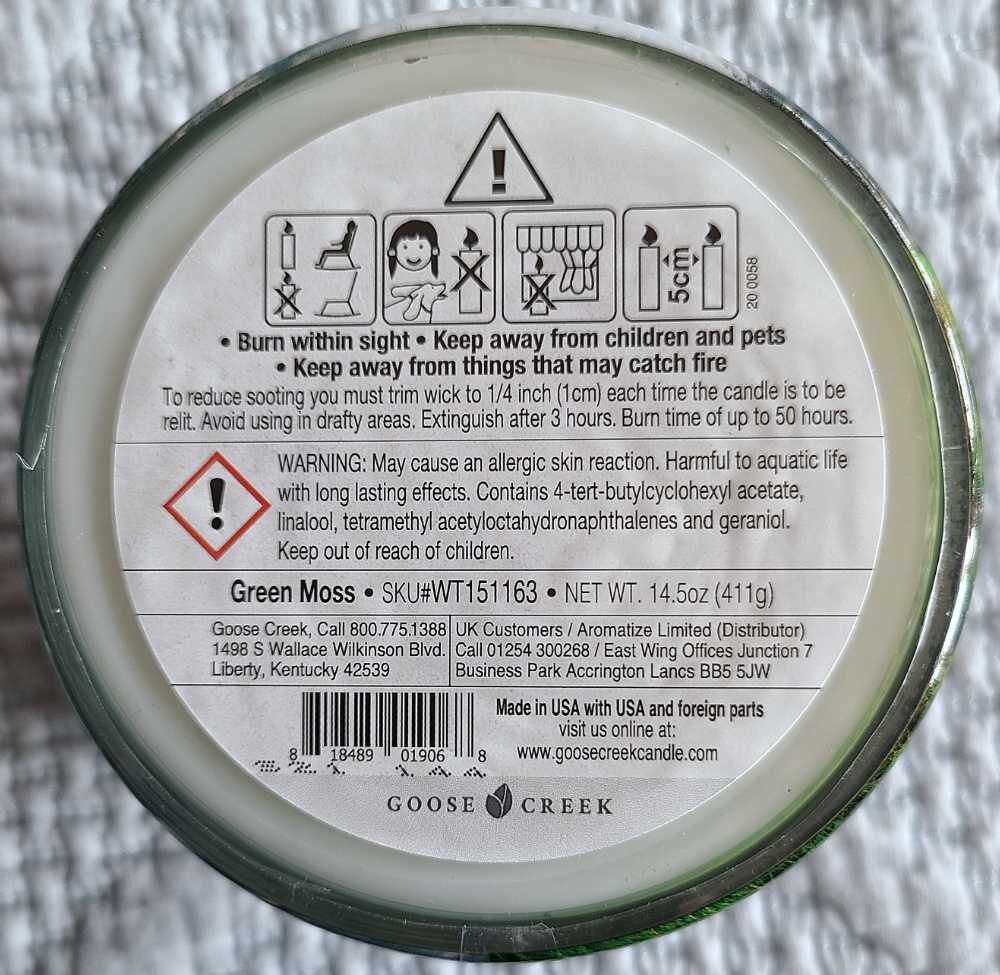 !
5cm
20 0058
• Burn within sight • Keep away from children and pets
• Keep away from things that may catch fire
To reduce sooting you must trim wick to 1/4 inch (1cm) each time the candle is to be
relit. Avoid using in drafty areas. Extinguish after 3 hours. Burn time of up to 50 hours.
!
WARNING: May cause an allergic skin reaction. Harmful to aquatic life
with long lasting effects. Contains 4-tert-butylcyclohexyl acetate,
linalool, tetramethyl acetyloctahydronaphthalenes and geraniol.
Keep out of reach of children.
Green Moss • SKU#WT151163 • NET WT. 14.5oz (411g)
Goose Creek, Call 800.775.1388
1498 S Wallace Wilkinson Blvd.
Liberty, Kentucky 42539
UK Customers / Aromatize Limited (Distributor)
Call 01254 300268 / East Wing Offices Junction 7
Business Park Accrington Lancs BB5 5JW
8 18489 01906 8
Made in USA with USA and foreign parts
visit us online at:
www.goosecreekcandle.com
GOOSE CREEK